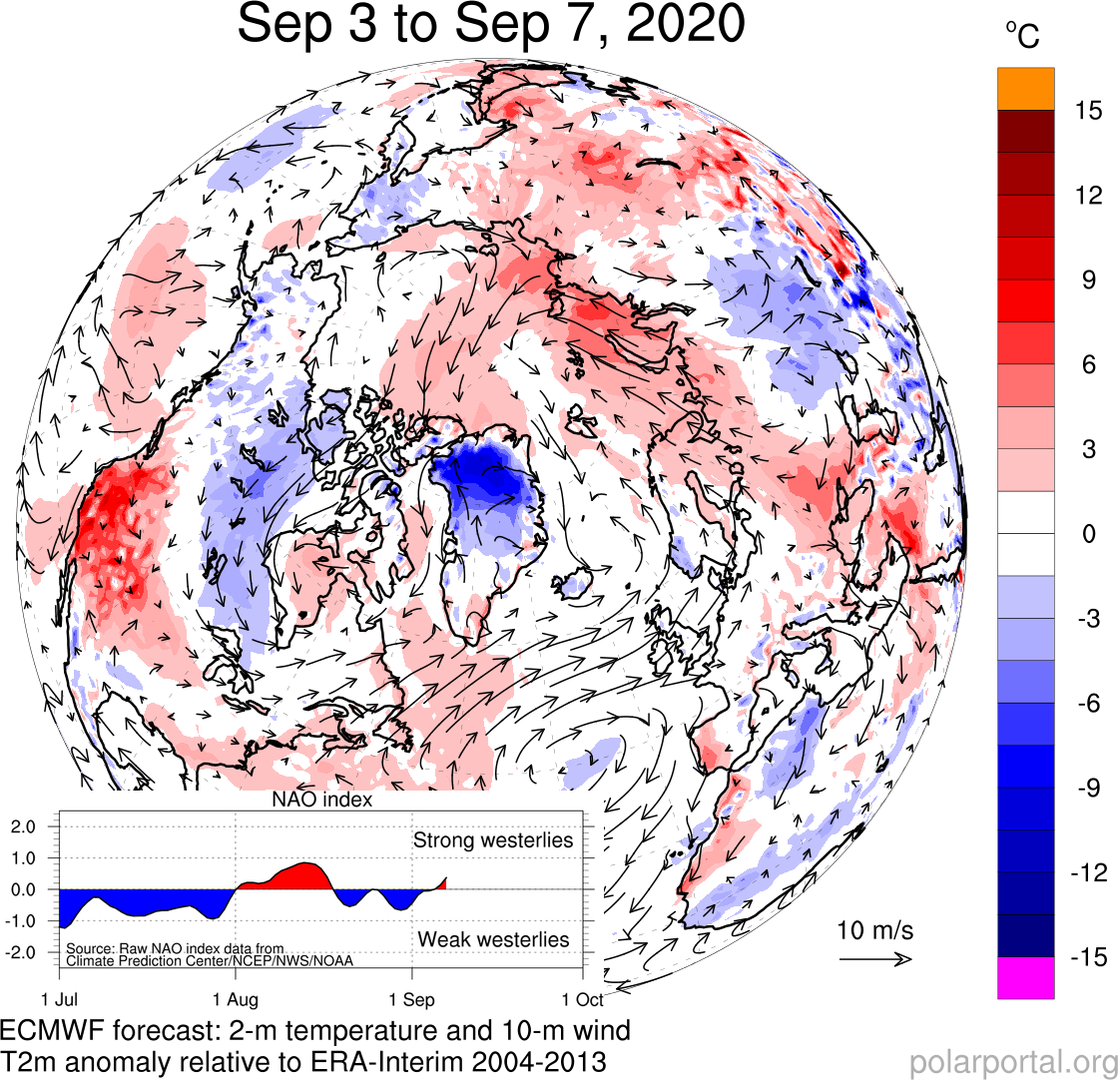 Sep 3 to Sep 7, 2020
°C
15
12
9
6
3
0
-3
-6
-9
-12
-15
NAO index
2.0
1.0
0.0
-1.0
-2.0
Strong westerlies
Weak westerlies
Source: Raw NAO index data from
Climate Prediction Center/NCEP/NWS/NOAA
1 Jul
1 Aug
1 Sep
1 Oct
10 m/s
ECMWF forecast: 2-m temperature and 10-m wind
T2m anomaly relative to ERA-Interim 2004-2013
polarportal.org